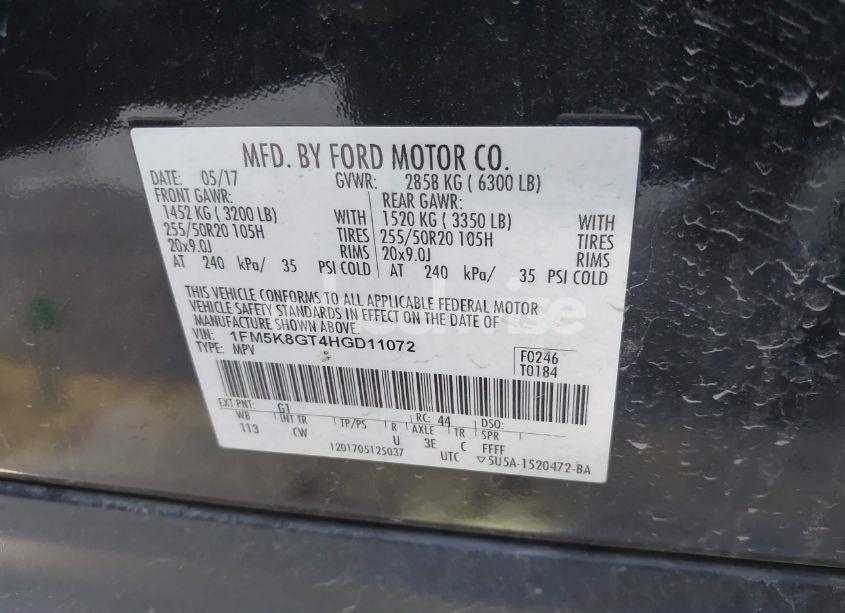 MFD. BY FORD MOTOR CO.
DATE: 05/17 GVWR: 2858 KG ( 6300 LB)
FRONT GAWR: REAR GAWR:
1452 KG ( 3200 LB) WITH 1520 KG ( 3350 LB) WITH
255/50R20 105H TIRES 255/50R20 105H TIRES
20x9.0J RIMS 20x9.0J RIMS
AT 240 kPa/ 35 PSI COLD AT 240 kPa/ 35 PSI COLD
THIS VEHICLE CONFORMS TO ALL APPLICABLE FEDERAL MOTOR
VEHICLE SAFETY STANDARDS IN EFFECT ON THE DATE OF
MANUFACTURE SHOWN ABOVE.
VIN: 1FM5K8GT4HGD11072
TYPE: MPV
F0246
T0184
EXT PNT: G1 RC: 44 DSO:
WB INT TR TP/PS R AXLE TR SPR
113 CW U 3E C FFFF
1201705125037 UTC ▽5U5A-1520472-BA